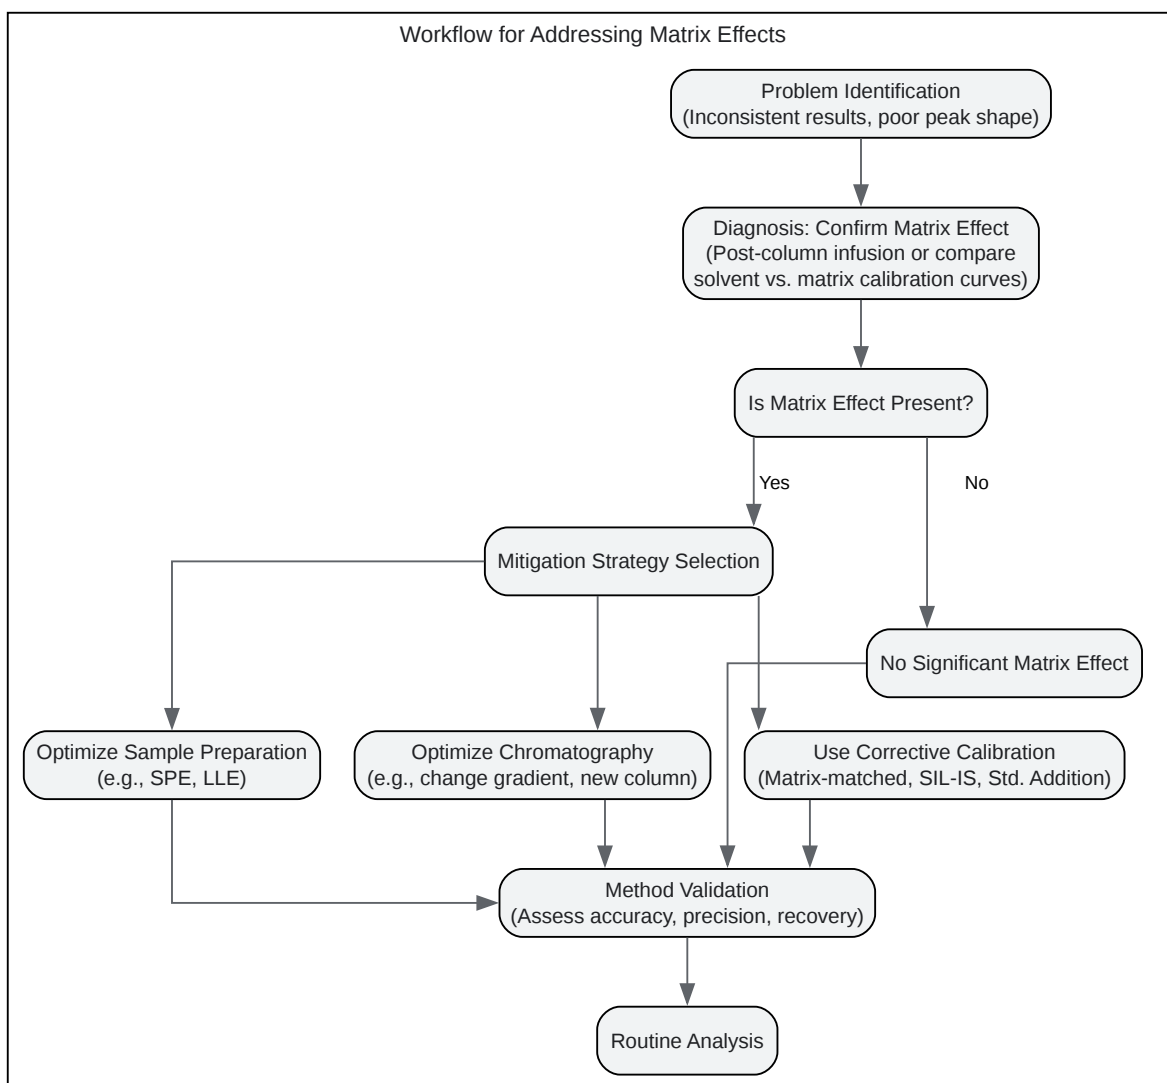 Workflow for Addressing Matrix Effects
Problem Identification
(Inconsistent results, poor peak shape)
Diagnosis: Confirm Matrix Effect
(Post-column infusion or compare
solvent vs. matrix calibration curves)
Is Matrix Effect Present?
Yes
No
Mitigation Strategy Selection
No Significant Matrix Effect
Optimize Sample Preparation
(e.g., SPE, LLE)
Optimize Chromatography
(e.g., change gradient, new column)
Use Corrective Calibration
(Matrix-matched, SIL-IS, Std. Addition)
Method Validation
(Assess accuracy, precision, recovery)
Routine Analysis